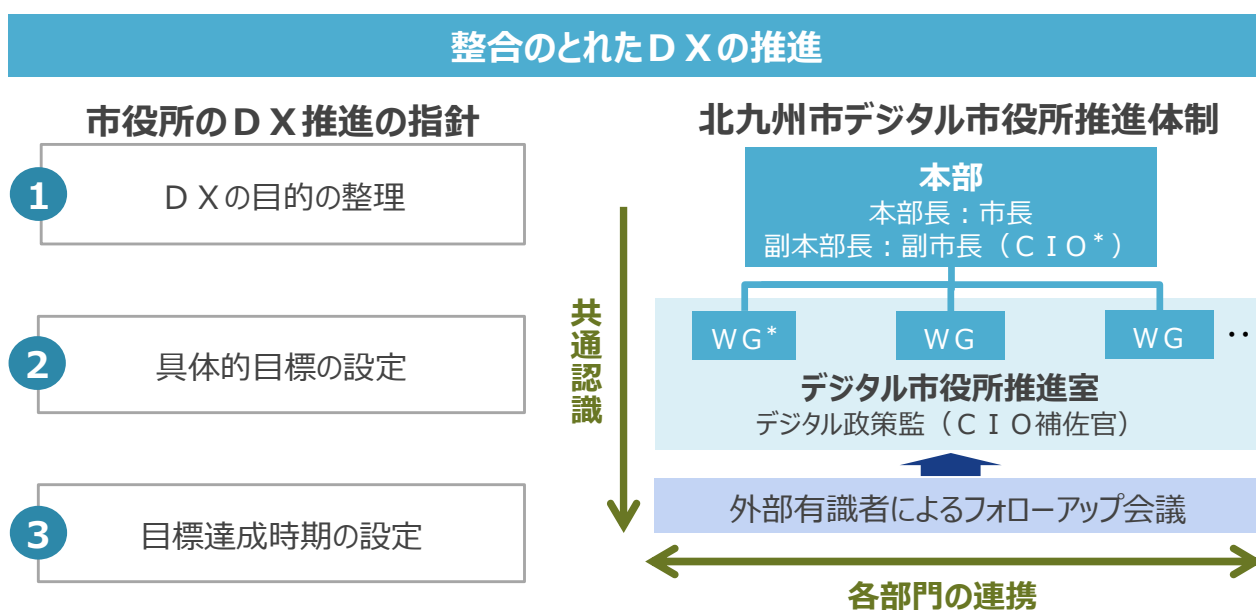 整合のとれたＤＸの推進
市役所のＤＸ推進の指針
1
ＤＸの目的の整理
2
具体的目標の設定
3
目標達成時期の設定
共通認識
北九州市デジタル市役所推進体制
本部
本部長：市長
副本部長：副市長（ＣＩＯ*）
ＷＧ*
ＷＧ
ＷＧ
‥
デジタル市役所推進室
デジタル政策監（ＣＩＯ補佐官）
外部有識者によるフォローアップ会議
各部門の連携